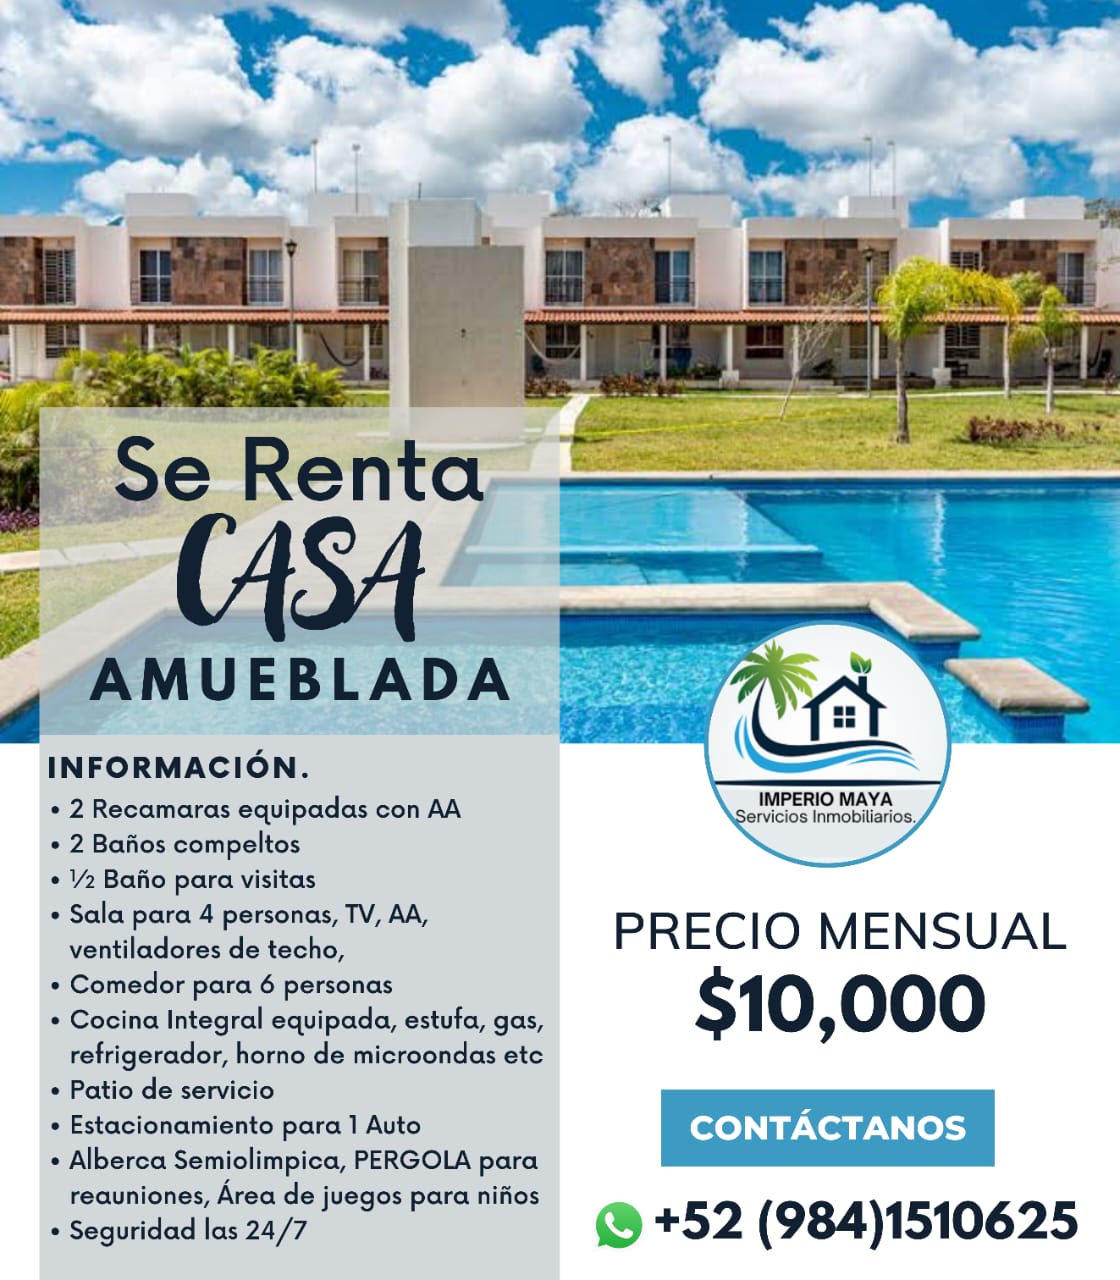 Se Renta
CASA
AMUEBLADA
INFORMACIÓN.
• 2 Recamaras equipadas con AA
• 2 Baños compeltos
• ½ Baño para visitas
• Sala para 4 personas, TV, AA,
ventiladores de techo,
• Comedor para 6 personas
• Cocina Integral equipada, estufa, gas,
refrigerador, horno de microondas etc
• Patio de servicio
• Estacionamiento para 1 Auto
• Alberca Semiolimpica, PERGOLA para
reauniones, Área de juegos para niños
• Seguridad las 24/7
IMPERIO MAYA
Servicios Inmobiliarios.
PRECIO MENSUAL
$10,000
CONTÁCTANOS
+52 (984)1510625